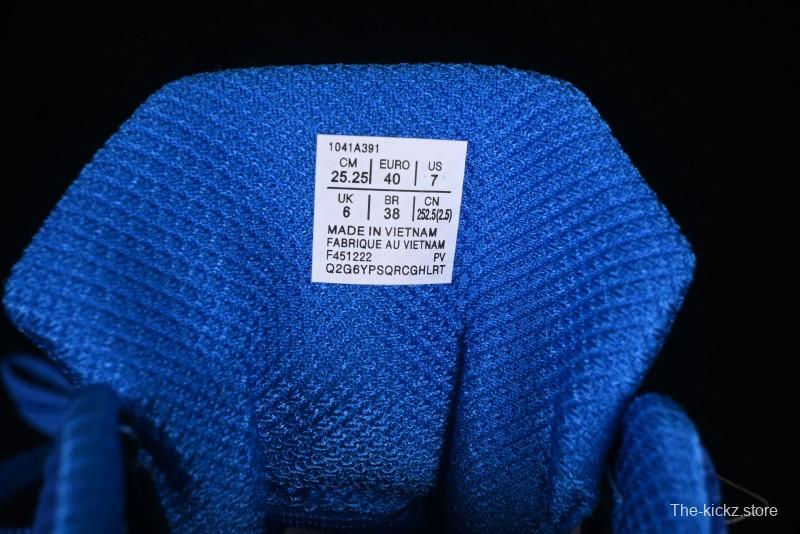 1041A391
CM EURO US
25.25 40 7
UK BR CN
6 38 252.5(2.5)
MADE IN VIETNAM
FABRIQUE AU VIETNAM
F451222 PV
Q2G6YPSQRCGHLRT
The-kickz.store